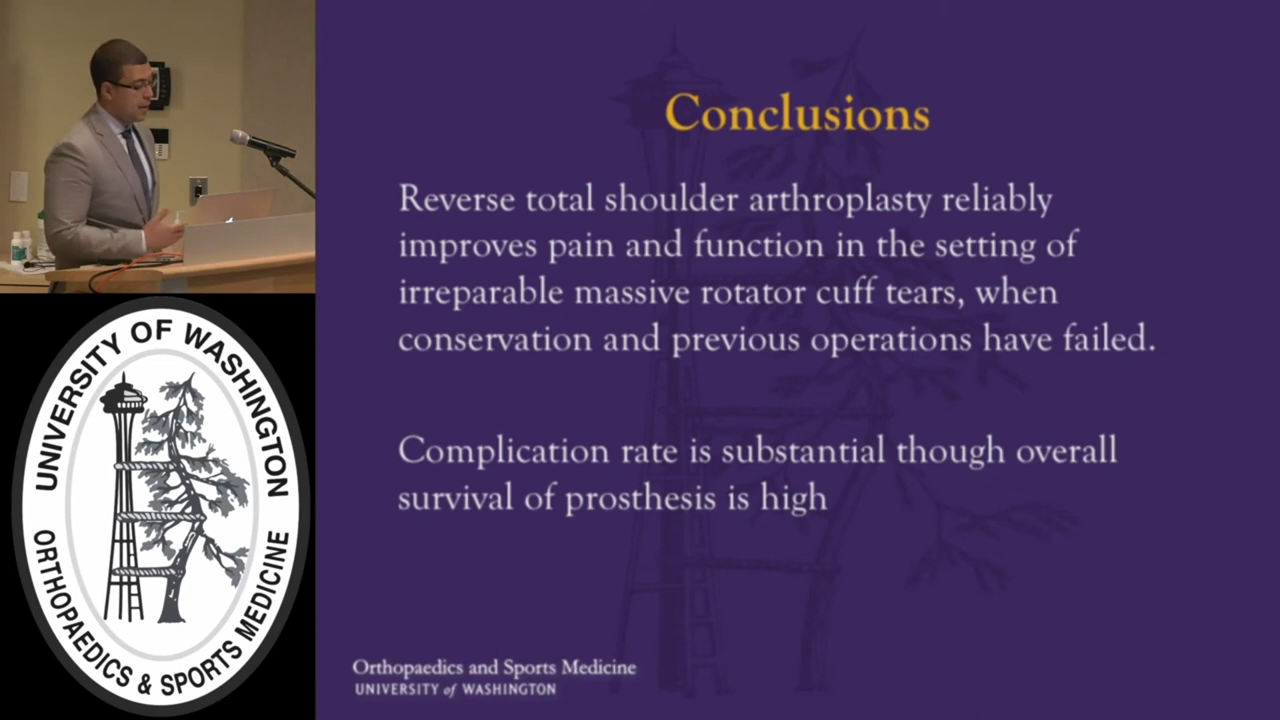 Conclusions
Reverse total shoulder arthroplasty reliably
improves pain and function in the setting of
irreparable massive rotator cuff tears, when
conservation and previous operations have failed.
Complication rate is substantial though overall
survival of prosthesis is high
Orthopaedics and Sports Medicine
UNIVERSITY of WASHINGTON
UNIVERSITY OF WASHINGTON
ORTHOPAEDICS & SPORTS MEDICINE